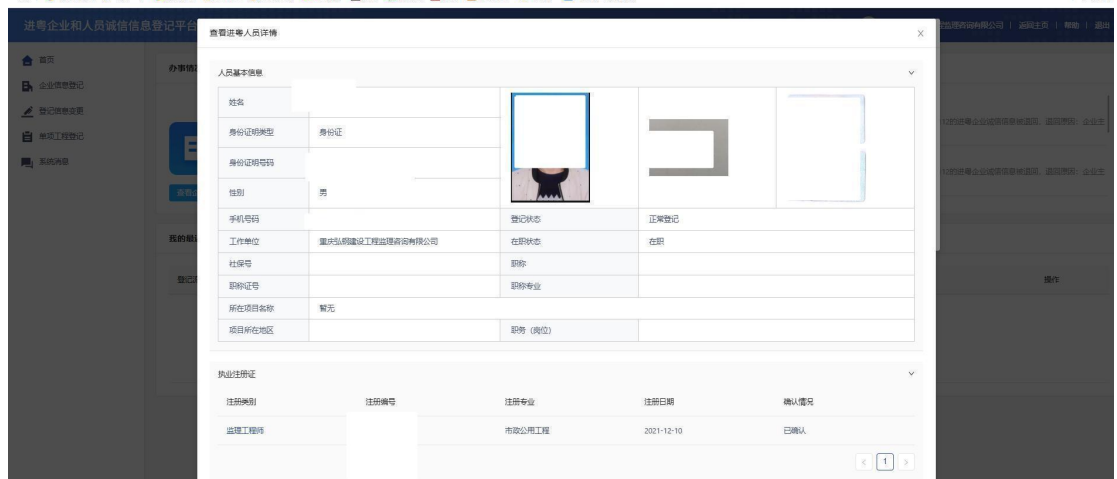 进粤企业和人员诚信信息登记平台
返回主页 | 帮助 | 退出
首页
企业信息登记
登记信息变更
单项工程登记
系统消息
查看进粤人员详情
人员基本信息
姓名
身份证明类型 身份证
身份证明号码
性别 男
手机号码 登记状态 正常登记
工作单位 重庆弘钢建设工程监理咨询有限公司 在职状态 在职
社保号 职称
职称证号 职称专业
所在项目名称 暂无
项目所在地区 职务（岗位）
操作
执业注册证
注册类别 注册编号 注册专业 注册日期 确认情况
监理工程师 市政公用工程 2021-12-10 已确认
1